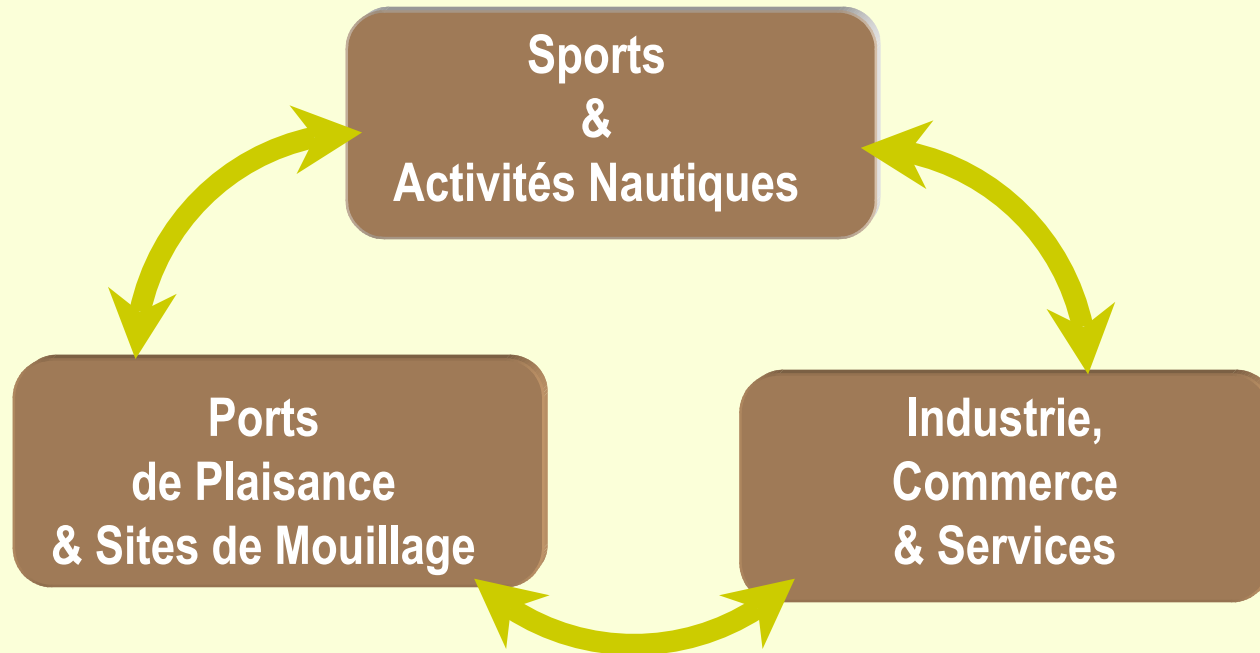 Sports
&
Activités Nautiques
Ports
de Plaisance
& Sites de Mouillage
Industrie,
Commerce
& Services